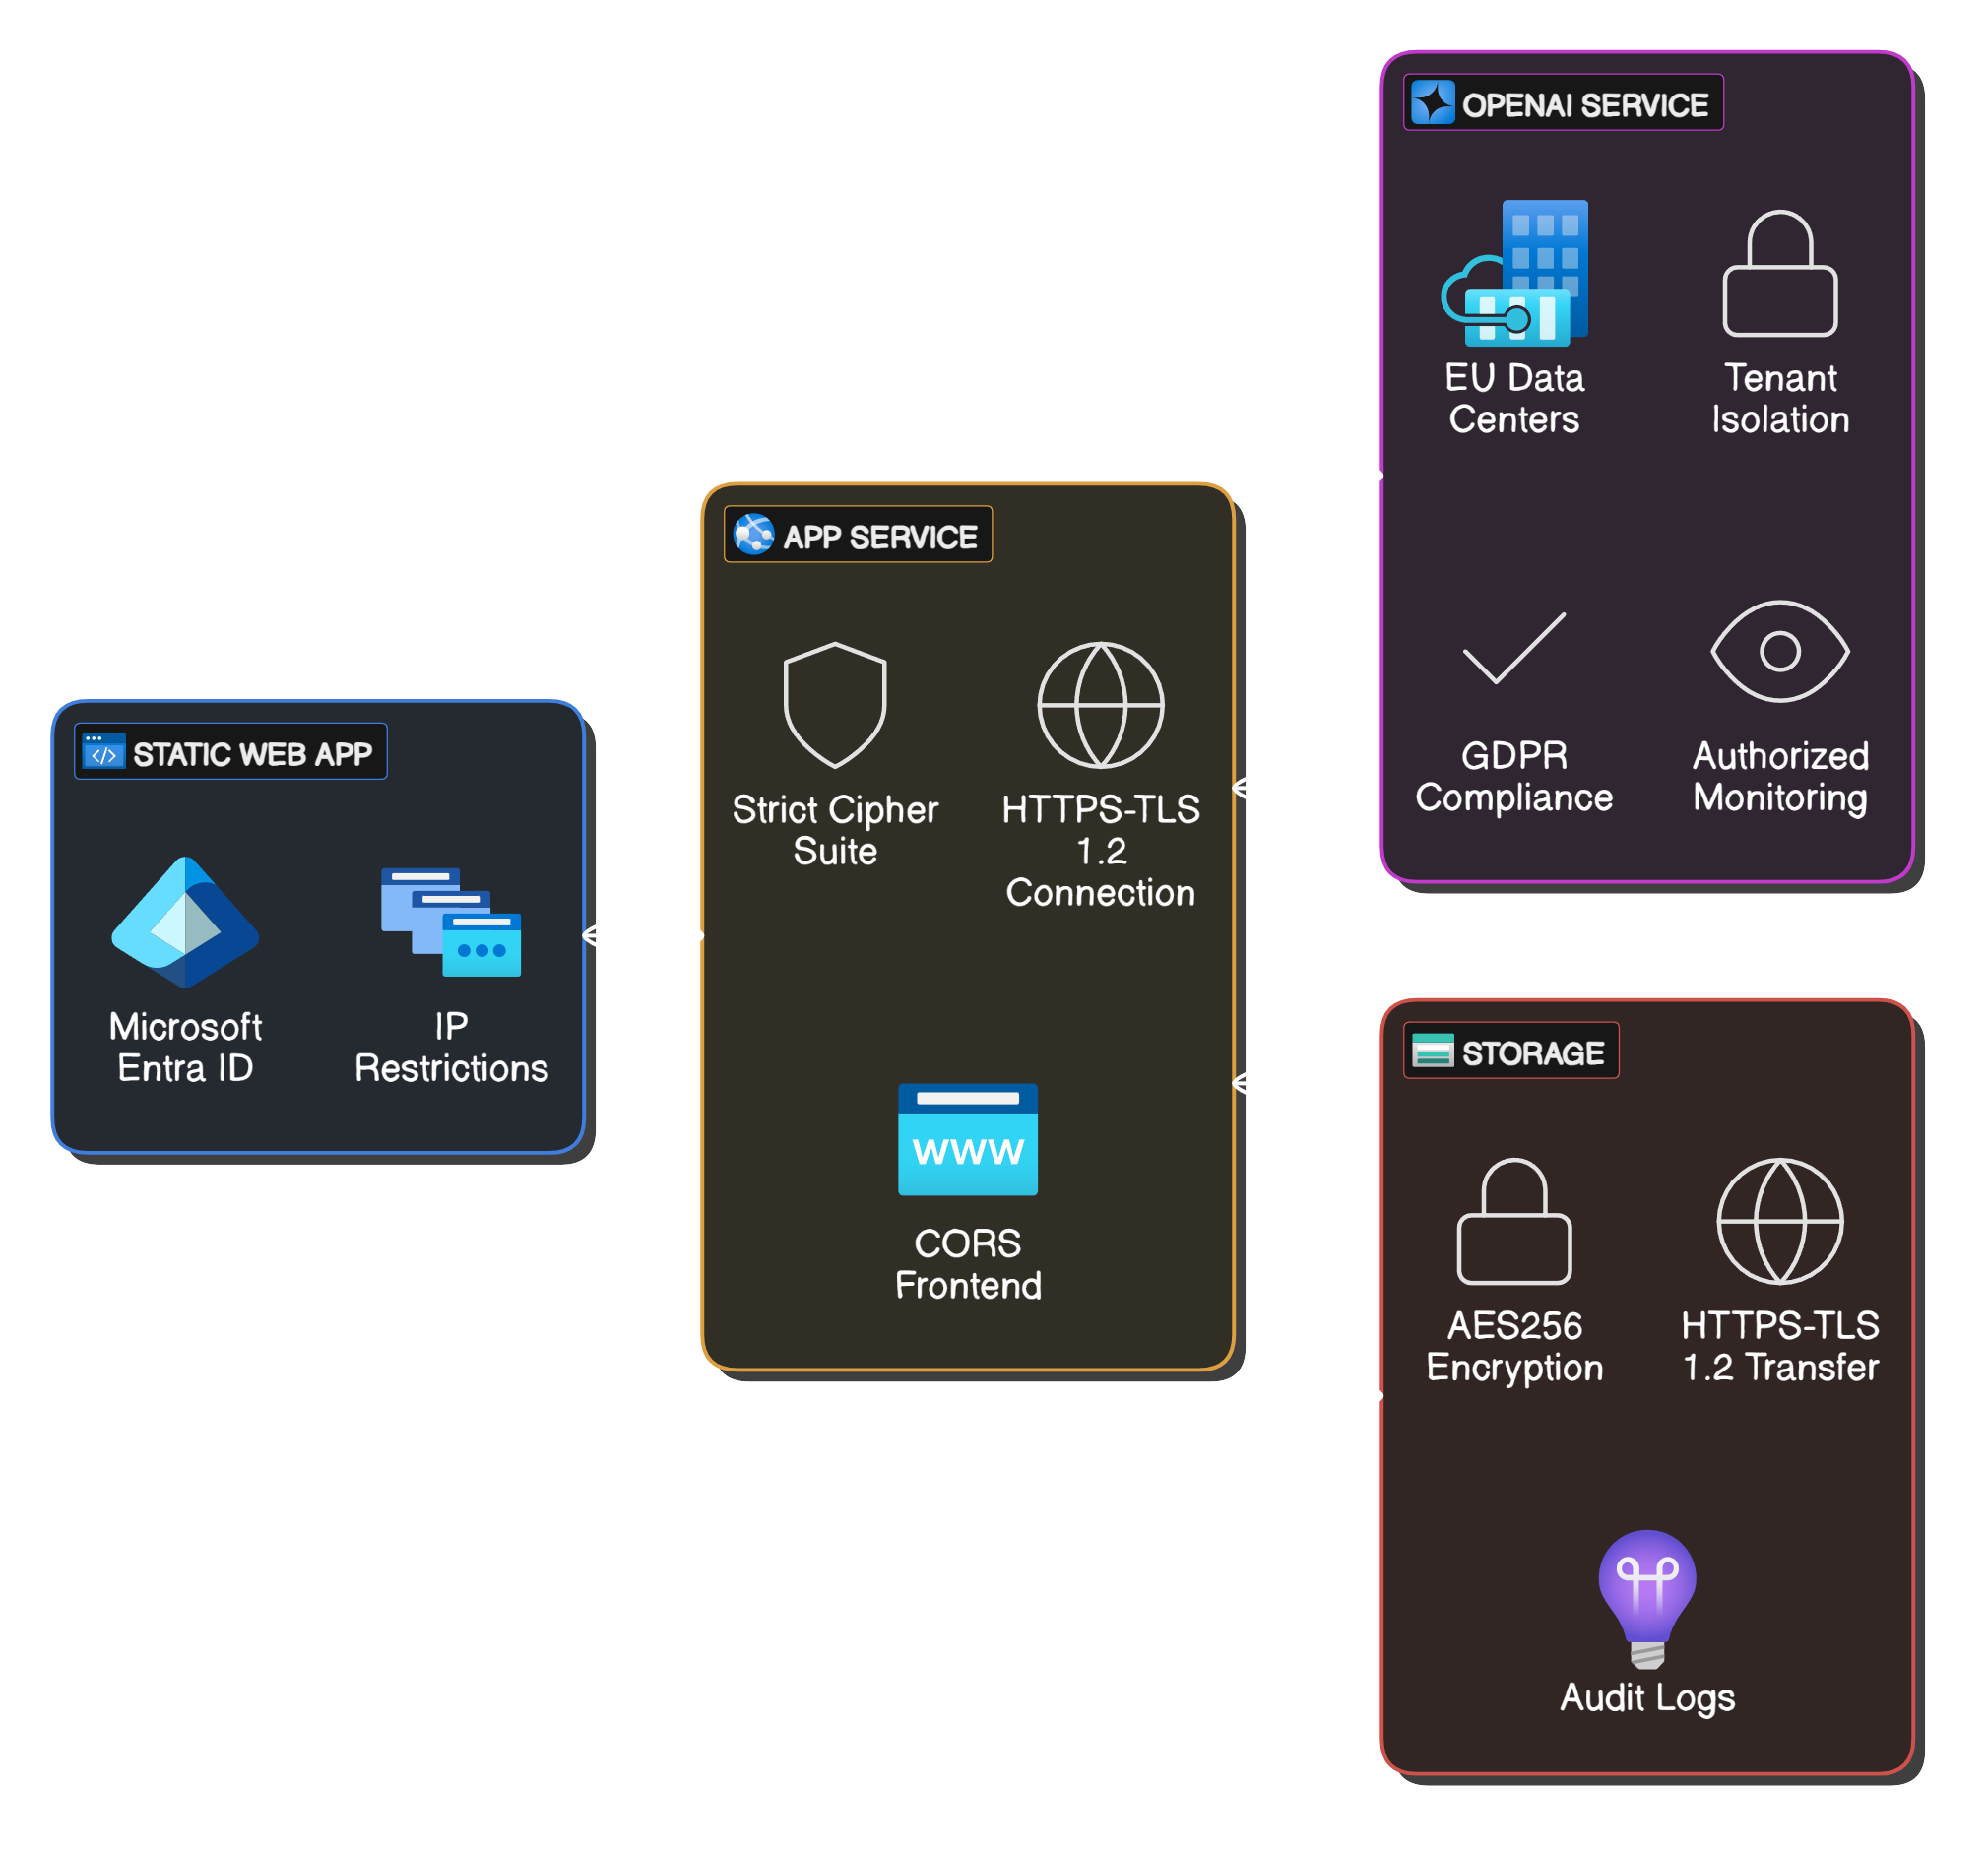 STATIC WEB APP
Microsoft
Entra ID
IP
Restrictions
APP SERVICE
Strict Cipher
Suite
HTTPS-TLS
1.2
Connection
WWW
CORS
Frontend
OPENAI SERVICE
EU Data
Centers
Tenant
Isolation
GDPR
Compliance
Authorized
Monitoring
STORAGE
AES256
Encryption
HTTPS-TLS
1.2 Transfer
Audit Logs